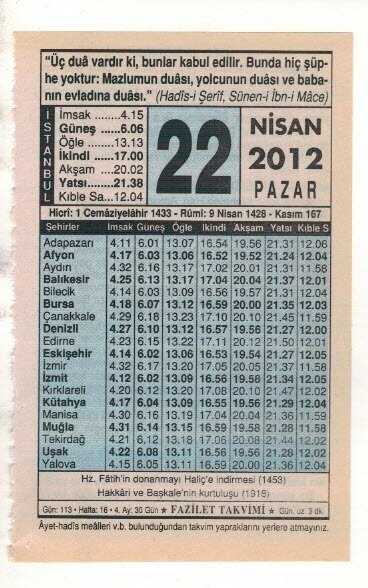 “Üç duâ vardır ki, bunlar kabul edilir. Bunda hiç şüp-
he yoktur: Mazlumun duâsı, yolcunun duâsı ve baba-
nın evladına duâsı.” (Hadîs-i Şerîf, Sünen-i İbn-i Mâce)
İSTANBUL
İmsak ........4.15
Güneş ......6.06
Öğle ........13.13
İkindi ......17.00
Akşam ....20.02
Yatsı.......21.38
Kıble Sa...12.04
22
NİSAN
2012
PAZAR
Hicrî: 1 Cemâziyelâhir 1433 - Rûmî: 9 Nisan 1428 - Kasım 167
Şehirler İmsak Güneş Öğle İkindi Akşam Yatsı Kıble S
Adapazarı 4.11 6.01 13.07 16.54 19.56 21.31 12.06
Afyon 4.17 6.03 13.06 16.52 19.52 21.24 12.04
Aydın 4.32 6.16 13.17 17.02 20.01 21.31 11.58
Balıkesir 4.25 6.13 13.17 17.04 20.04 21.37 12.01
Bilecik 4.14 6.03 13.09 16.56 19.57 21.31 12.04
Bursa 4.18 6.07 13.12 16.59 20.00 21.35 12.03
Çanakkale 4.29 6.18 13.23 17.10 20.10 21.45 11.59
Denizli 4.27 6.10 13.12 16.57 19.56 21.27 12.00
Edirne 4.23 6.15 13.22 17.11 20.12 21.50 12.01
Eskişehir 4.14 6.02 13.06 16.53 19.54 21.27 12.05
İzmir 4.32 6.17 13.20 17.05 20.05 21.37 11.58
İzmit 4.12 6.02 13.09 16.56 19.58 21.34 12.05
Kırklareli 4.20 6.12 13.20 17.08 20.10 21.47 12.02
Kütahya 4.17 6.04 13.09 16.55 19.56 21.29 12.04
Manisa 4.30 6.16 13.19 17.04 20.04 21.36 11.59
Muğla 4.31 6.14 13.15 16.59 19.58 21.28 11.58
Tekirdağ 4.21 6.12 13.18 17.06 20.08 21.44 12.02
Uşak 4.22 6.08 13.11 16.56 19.56 21.28 12.02
Yalova 4.15 6.05 13.11 16.59 20.00 21.36 12.04
Hz. Fâtih'in donanmayı Haliç'e indirmesi (1453)
Hakkâri ve Başkale'nin kurtuluşu (1915)
Gün: 113 • Hafta: 16 • 4. Ay: 30 Gün ★ FAZİLET TAKVİMİ ★ Gün. uz. 3 dk.
Âyet-hadîs meâlleri v.b. bulunduğundan takvim yapraklarını yerlere atmayınız.